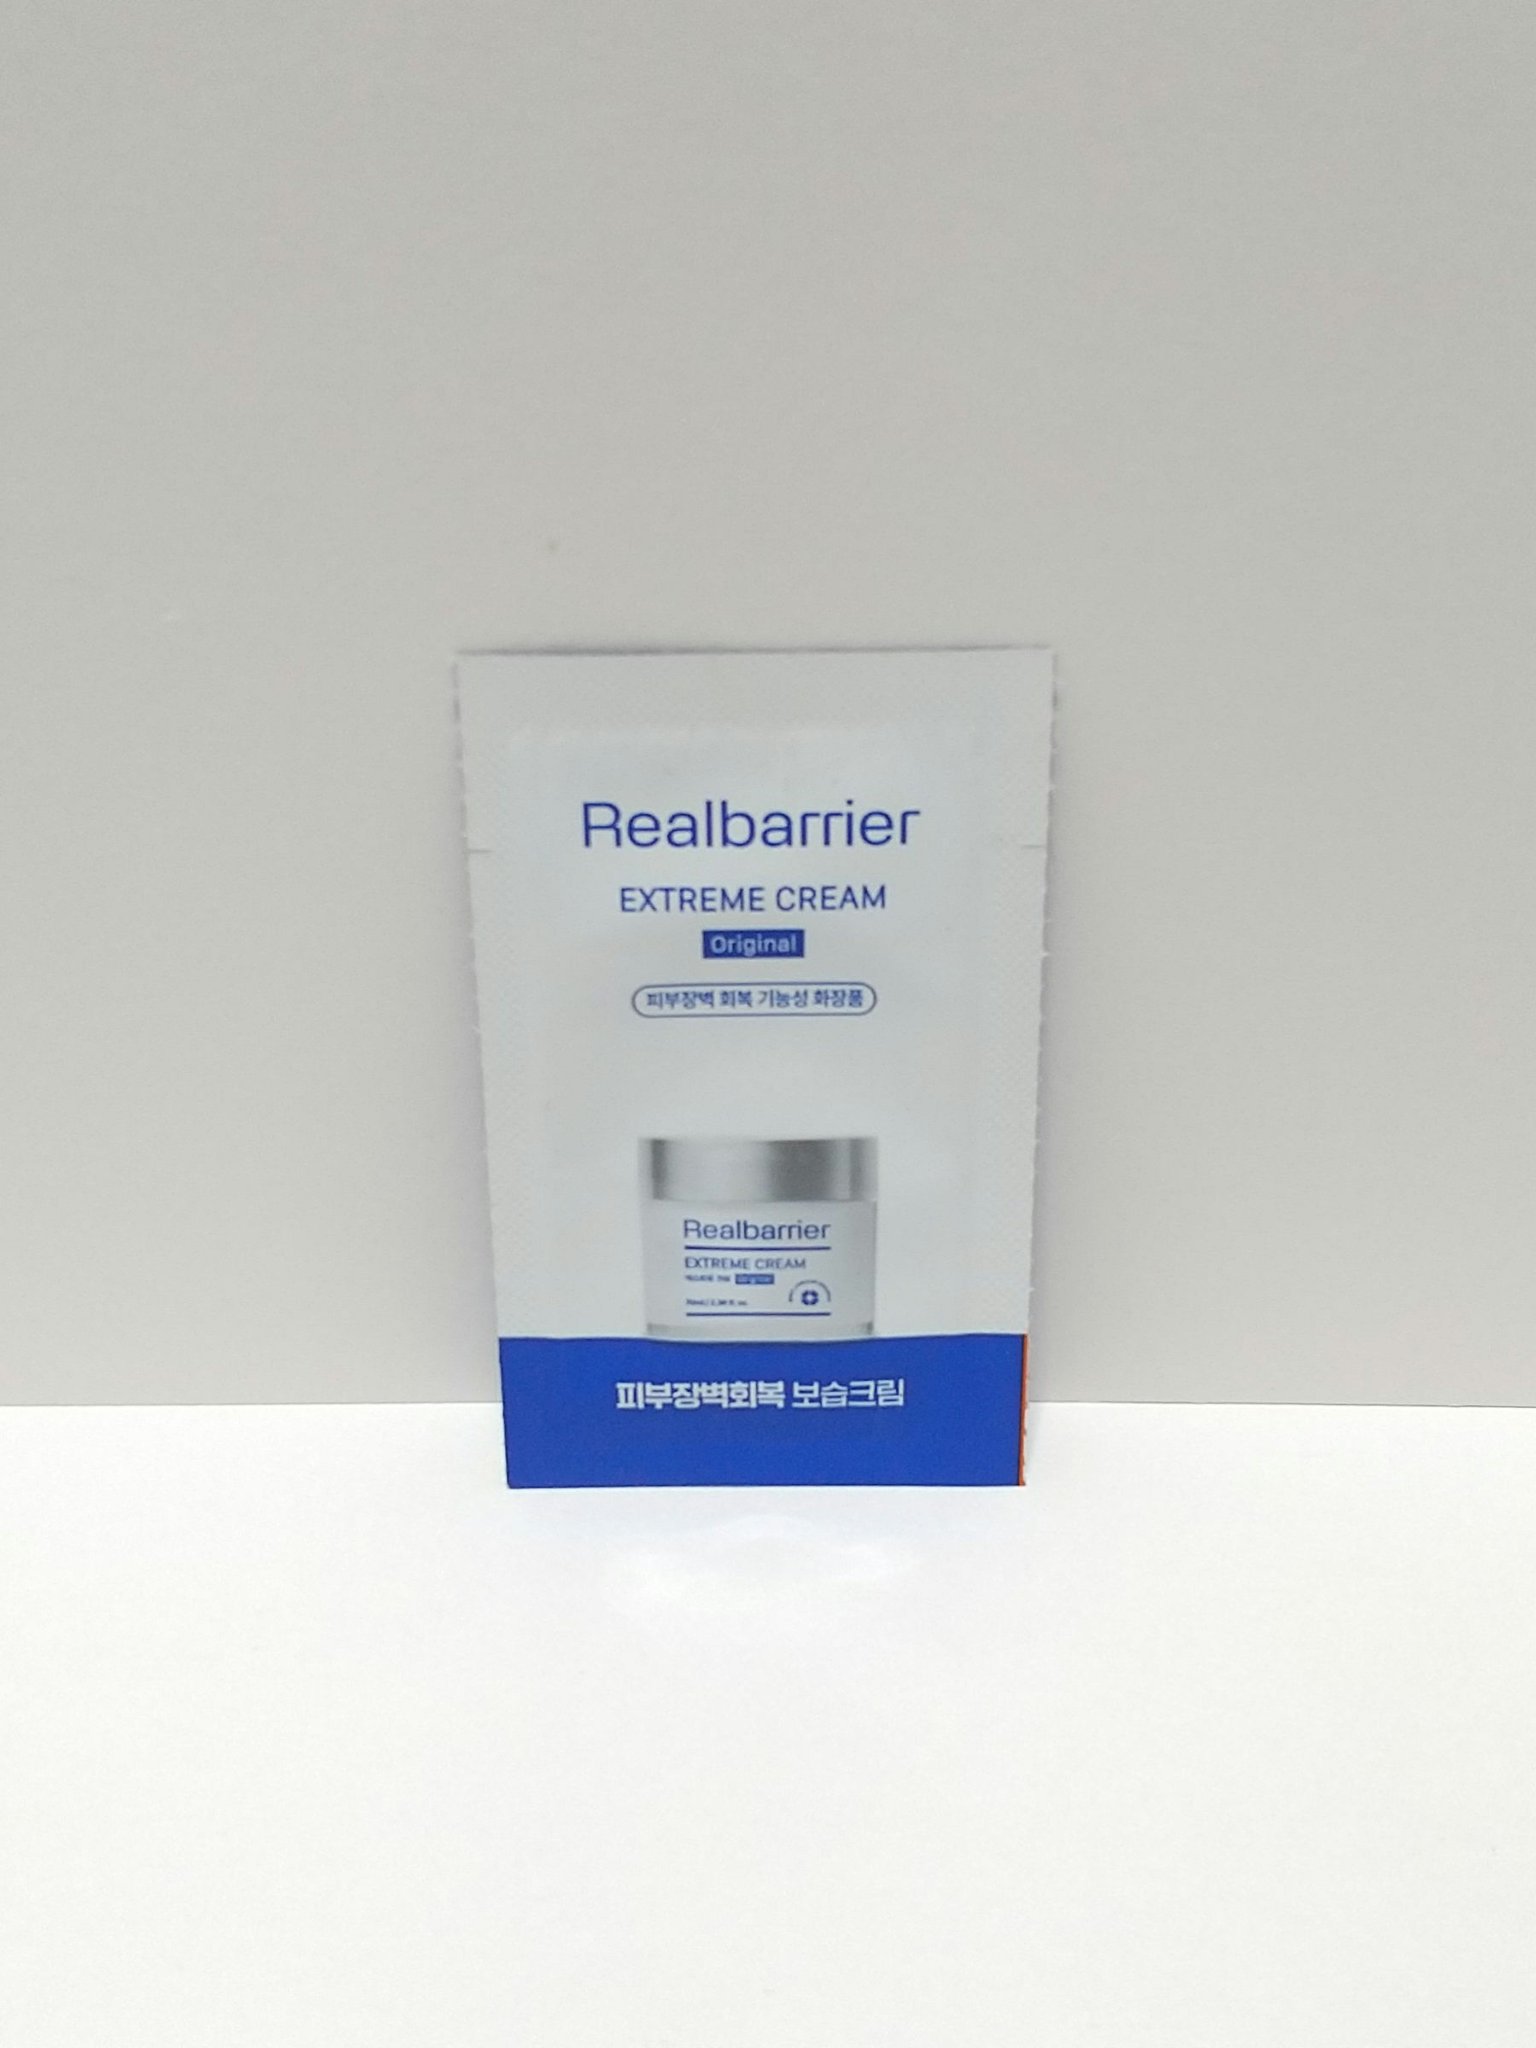 Realbarrier
EXTREME CREAM
Original
피부장벽 회복 기능성 화장품
Realbarrier
EXTREME CREAM
피부장벽회복 보습크림